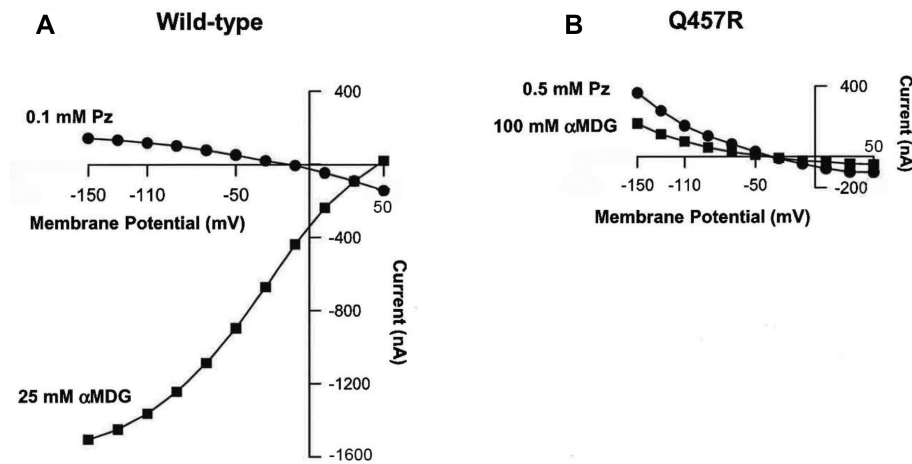 A
Wild-type
400
0.1 mM Pz
-150
-110
-50
50
Membrane Potential (mV)
-400
-800
-1200
-1600
Current (nA)
25 mM αMDG
B
Q457R
400
0.5 mM Pz
100 mM αMDG
Current (nA)
50
-150
-110
-50
-200
Membrane Potential (mV)